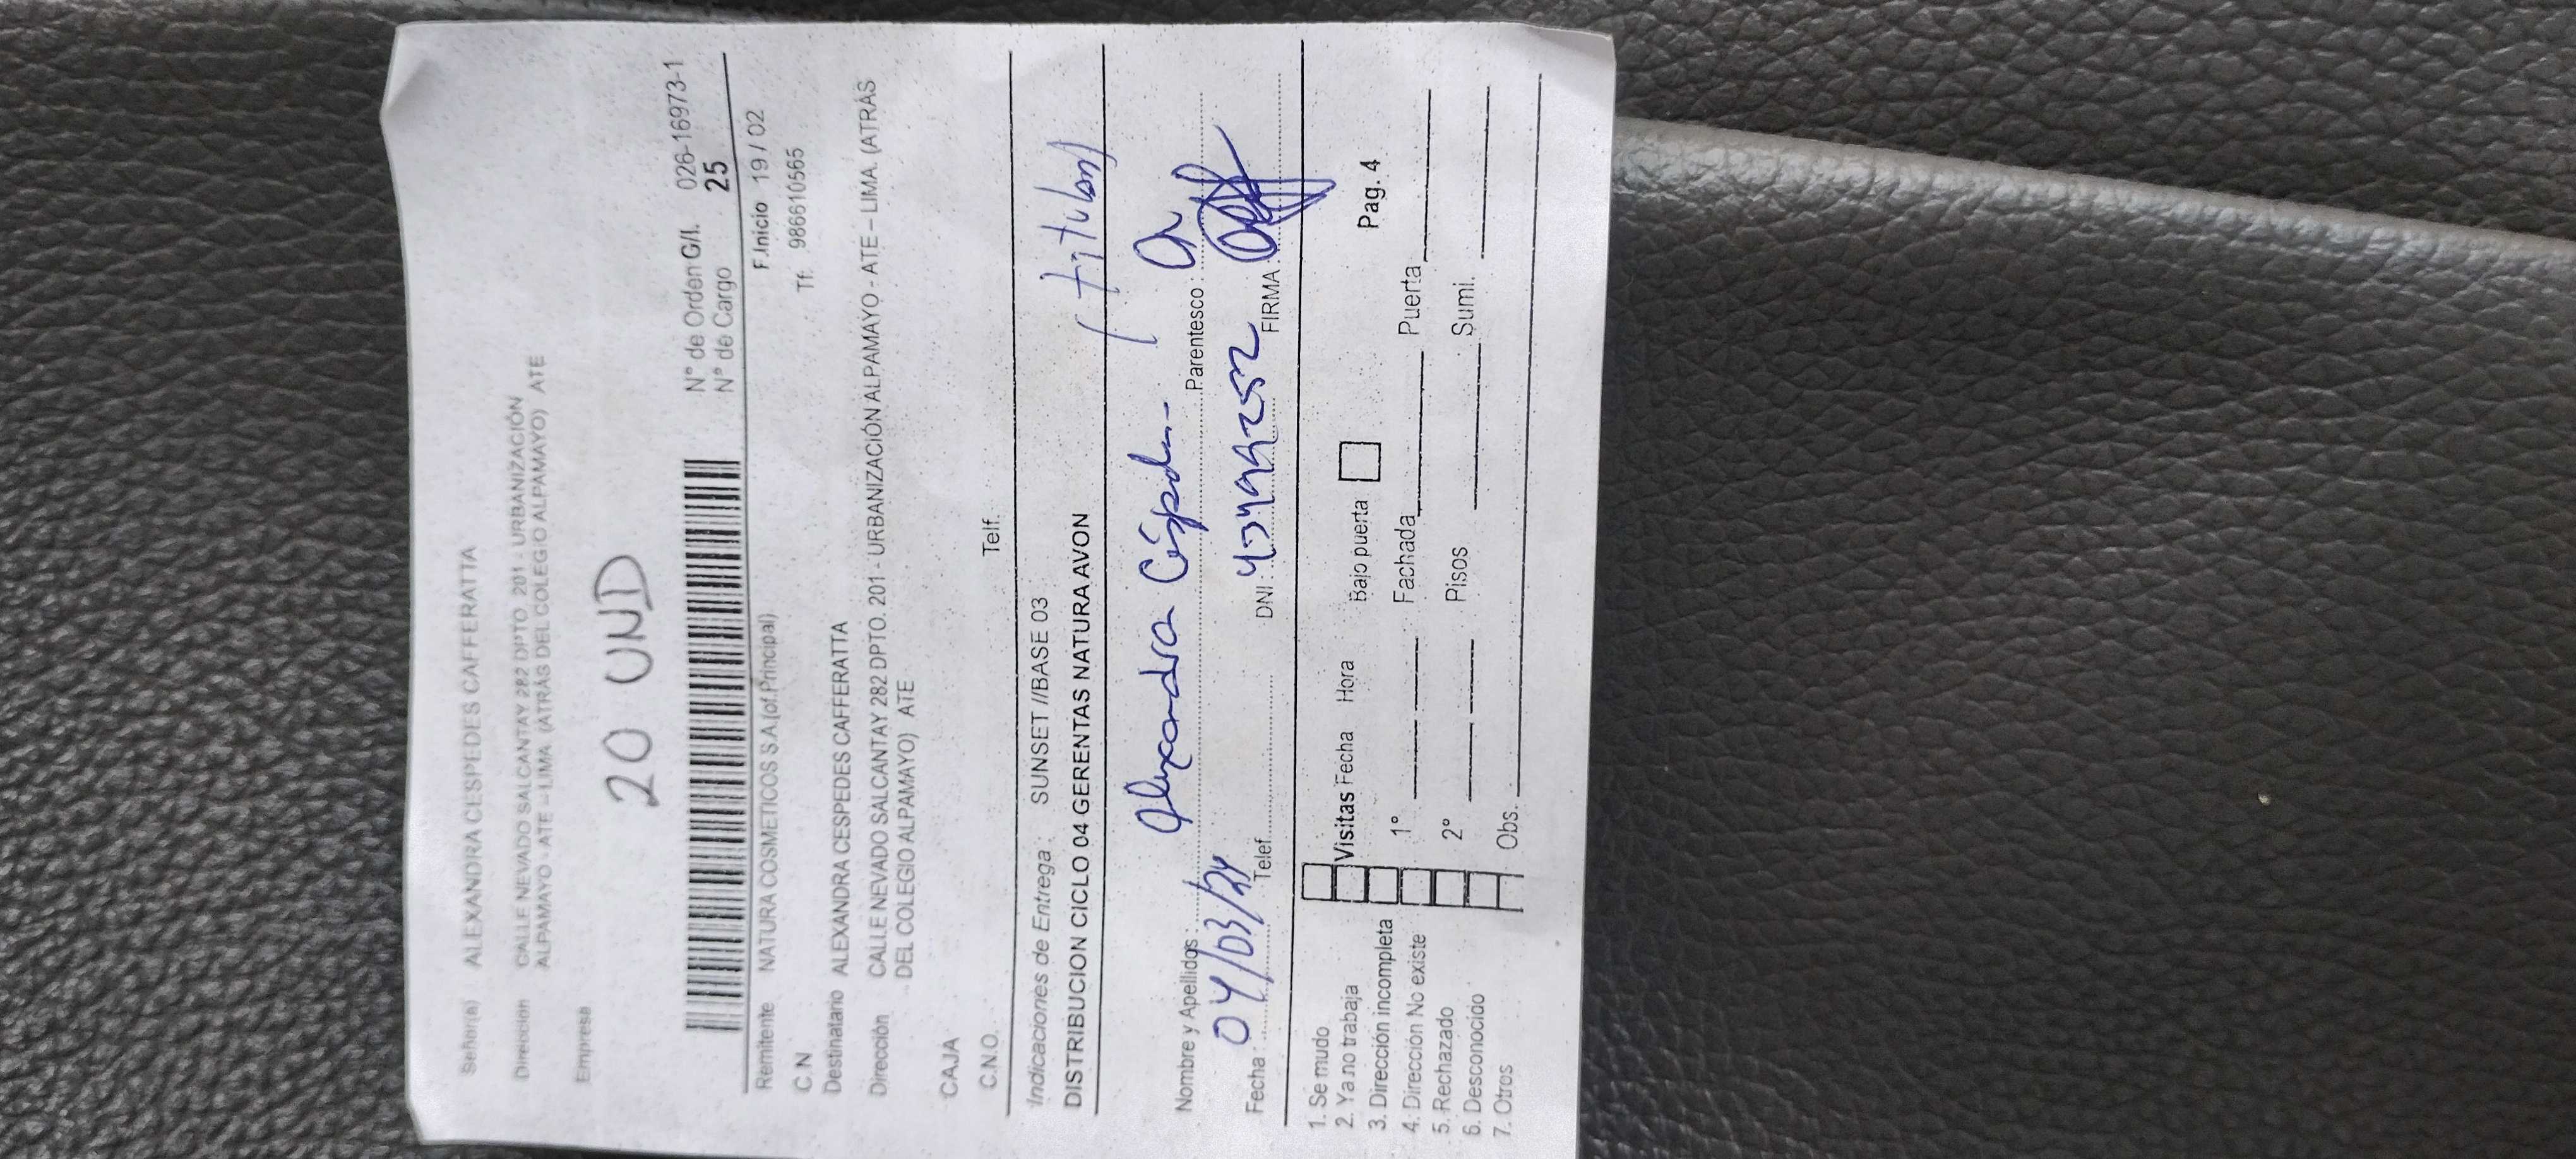 Señor(a) ALEXANDRA CESPEDES CAFFERATTA
Dirección CALLE NEVADO SALCANTAY 282 DPTO 201 - URBANIZACIÓN
ALPAMAYO - ATE – LIMA (ATRÁS DEL COLEGIO ALPAMAYO) ATE
Empresa
20 UND
N° de Orden G/I. 026-16973-1
N° de Cargo 25
Remitente NATURA COSMETICOS S.A.(of.Principal) F.Inicio 19 / 02
C N Tf. 986610565
Destinatario ALEXANDRA CESPEDES CAFFERATTA
Dirección CALLE NEVADO SALCANTAY 282 DPTO. 201 - URBANIZACIÓN ALPAMAYO - ATE – LIMA. (ATRÁS
DEL COLEGIO ALPAMAYO) ATE
CAJA
C.N.O. Telf.
Indicaciones de Entrega : SUNSET //BASE 03
DISTRIBUCION CICLO 04 GERENTAS NATURA AVON
(titular)
Nombre y Apellidos : Alexandra Céspedes Parentesco :
Fecha : 04/03/24 Telef. DNI : FIRMA :
1. Se mudo
2. Ya no trabaja Visitas Fecha Hora Bajo puerta Pag. 4
3. Dirección incompleta
4. Dirección No existe 1° Fachada Puerta
5. Rechazado
6. Desconocido 2° Pisos Sumi.
7. Otros Obs.